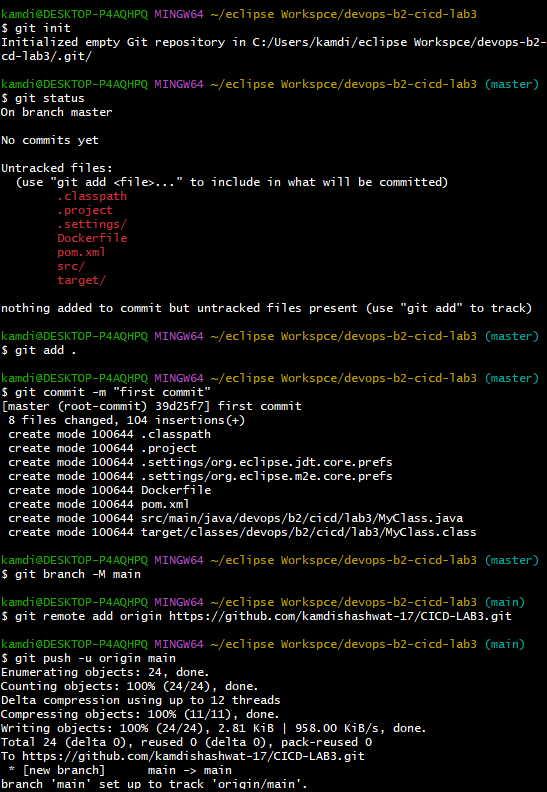 kamdi@DESKTOP-P4AQHPQ MINGW64 ~/eclipse Workspce/devops-b2-cicd-lab3
$ git init
Initialized empty Git repository in C:/Users/kamdi/eclipse Workspce/devops-b2-
cd-lab3/.git/
kamdi@DESKTOP-P4AQHPQ MINGW64 ~/eclipse Workspce/devops-b2-cicd-lab3 (master)
$ git status
On branch master
No commits yet
Untracked files:
  (use "git add <file>..." to include in what will be committed)
        .classpath
        .project
        .settings/
        Dockerfile
        pom.xml
        src/
        target/
nothing added to commit but untracked files present (use "git add" to track)
kamdi@DESKTOP-P4AQHPQ MINGW64 ~/eclipse Workspce/devops-b2-cicd-lab3 (master)
$ git add .
kamdi@DESKTOP-P4AQHPQ MINGW64 ~/eclipse Workspce/devops-b2-cicd-lab3 (master)
$ git commit -m "first commit"
[master (root-commit) 39d25f7] first commit
 8 files changed, 104 insertions(+)
 create mode 100644 .classpath
 create mode 100644 .project
 create mode 100644 .settings/org.eclipse.jdt.core.prefs
 create mode 100644 .settings/org.eclipse.m2e.core.prefs
 create mode 100644 Dockerfile
 create mode 100644 pom.xml
 create mode 100644 src/main/java/devops/b2/cicd/lab3/MyClass.java
 create mode 100644 target/classes/devops/b2/cicd/lab3/MyClass.class
kamdi@DESKTOP-P4AQHPQ MINGW64 ~/eclipse Workspce/devops-b2-cicd-lab3 (master)
$ git branch -M main
kamdi@DESKTOP-P4AQHPQ MINGW64 ~/eclipse Workspce/devops-b2-cicd-lab3 (main)
$ git remote add origin https://github.com/kamdishashwat-17/CICD-LAB3.git
kamdi@DESKTOP-P4AQHPQ MINGW64 ~/eclipse Workspce/devops-b2-cicd-lab3 (main)
$ git push -u origin main
Enumerating objects: 24, done.
Counting objects: 100% (24/24), done.
Delta compression using up to 12 threads
Compressing objects: 100% (11/11), done.
Writing objects: 100% (24/24), 2.81 KiB | 958.00 KiB/s, done.
Total 24 (delta 0), reused 0 (delta 0), pack-reused 0
To https://github.com/kamdishashwat-17/CICD-LAB3.git
 * [new branch]      main -> main
branch 'main' set up to track 'origin/main'.